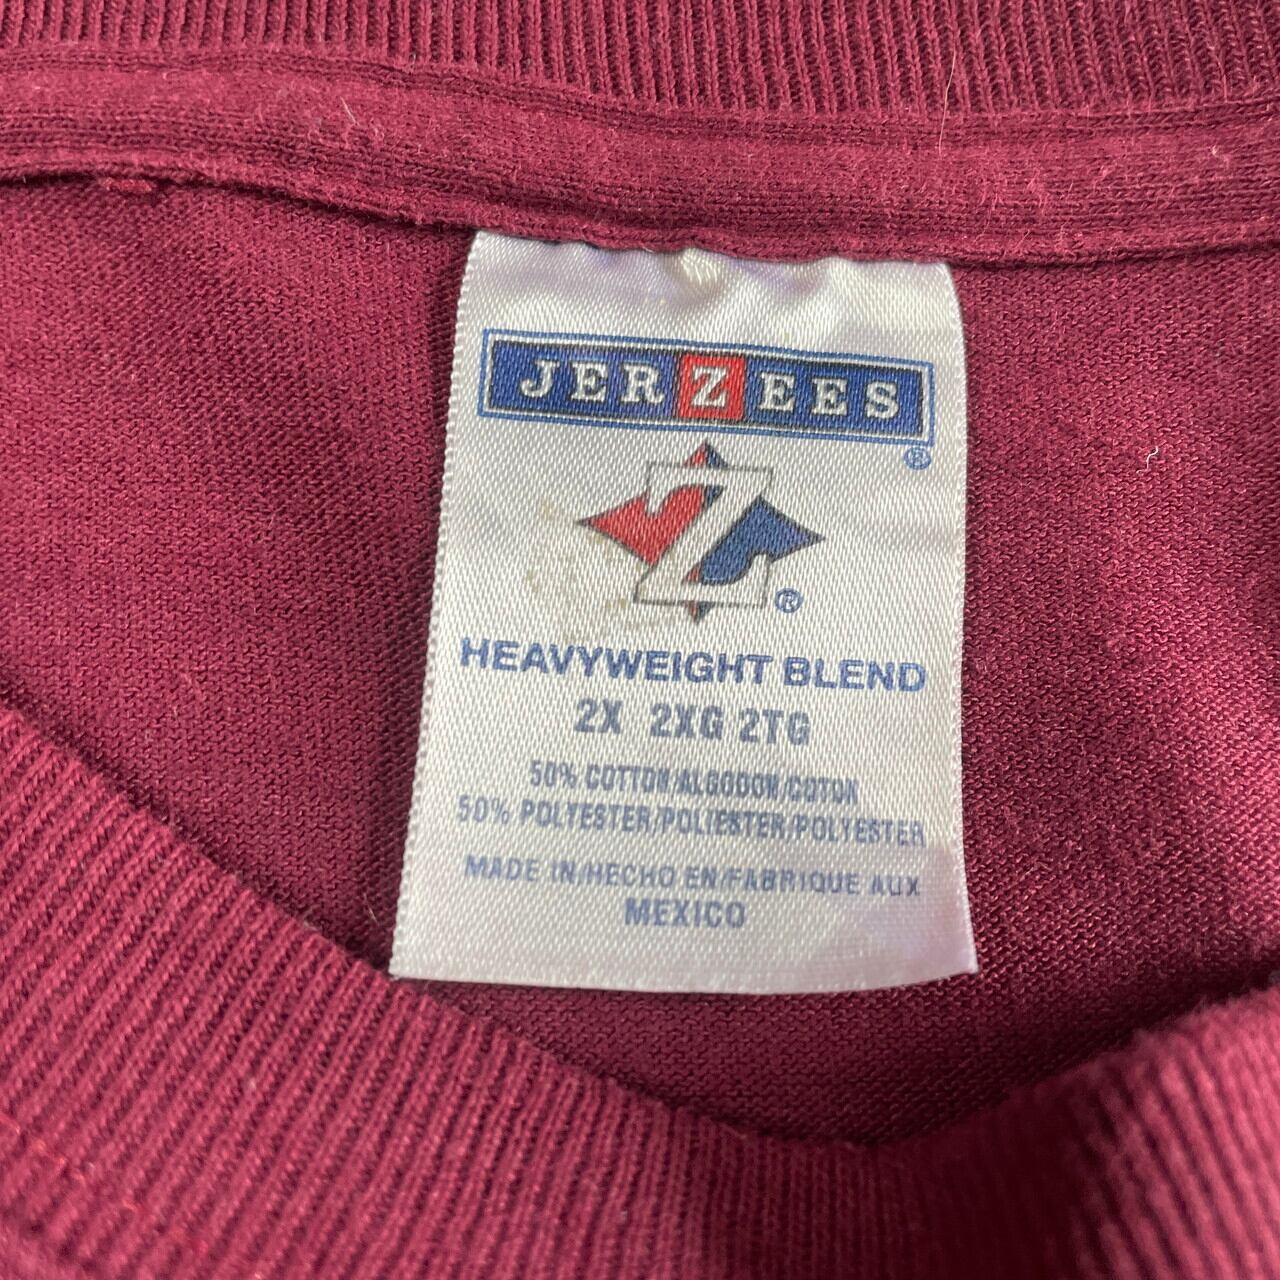 JERZEES®
Z®
HEAVYWEIGHT BLEND
2X 2XG 2TG
50% COTTON/ALGODON/COTON
50% POLYESTER/POLIESTER/POLYESTER
MADE IN/HECHO EN/FABRIQUE AUX
MEXICO